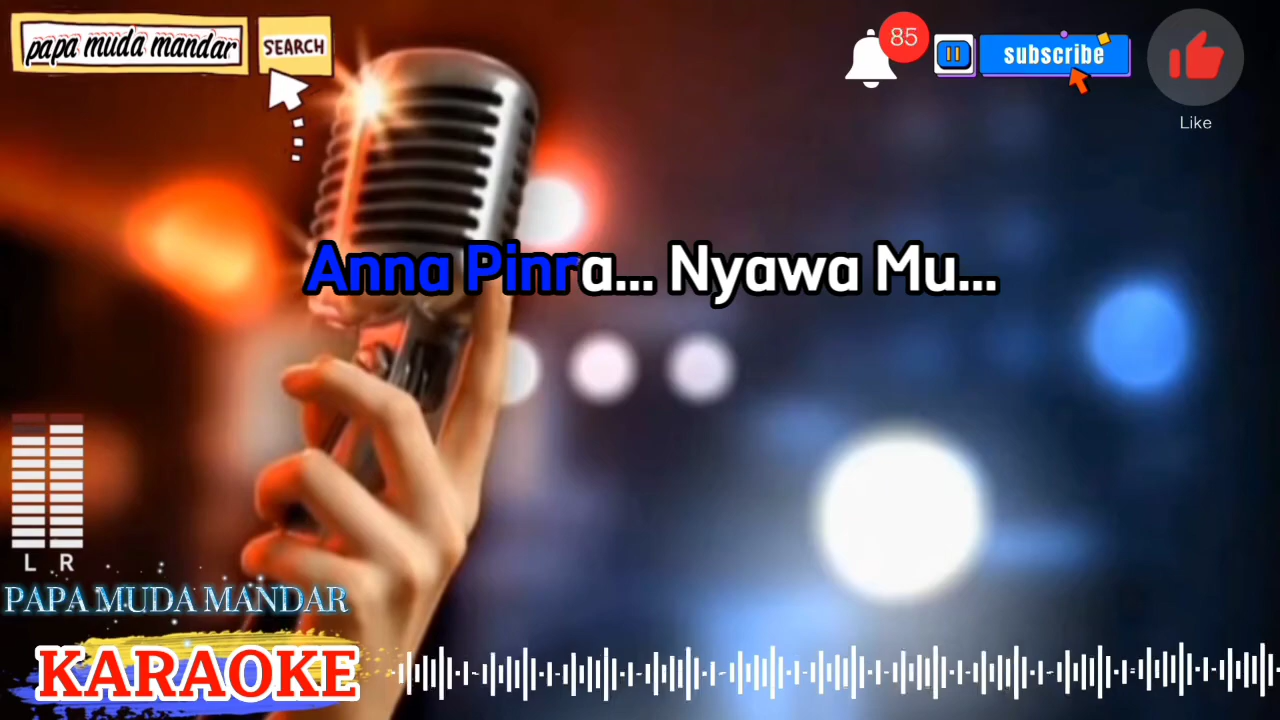 papa muda mandar
SEARCH
85
subscribe
Like
Anna Pinra... Nyawa Mu...
L R
PAPA MUDA MANDAR
KARAOKE